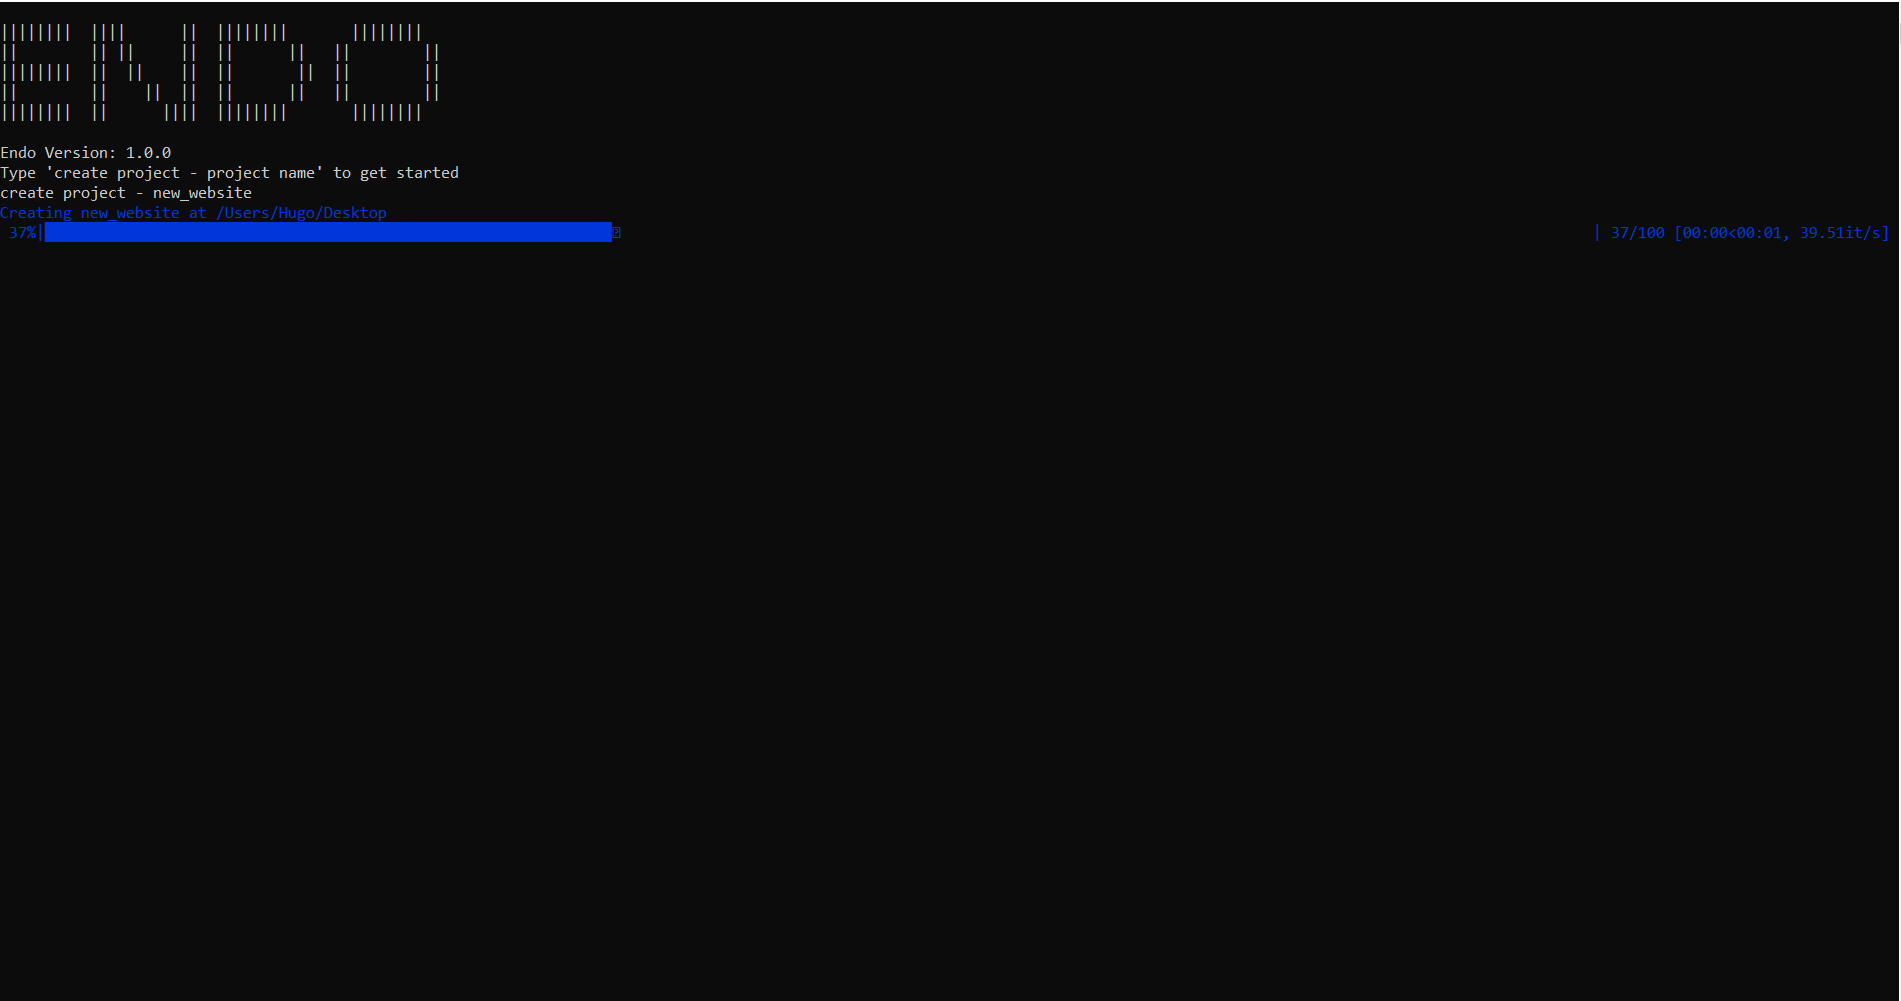 ENDO
Endo Version: 1.0.0
Type 'create project - project name' to get started
create project - new_website
Creating new_website at /Users/Hugo/Desktop
37%| | 37/100 [00:00<00:01, 39.51it/s]